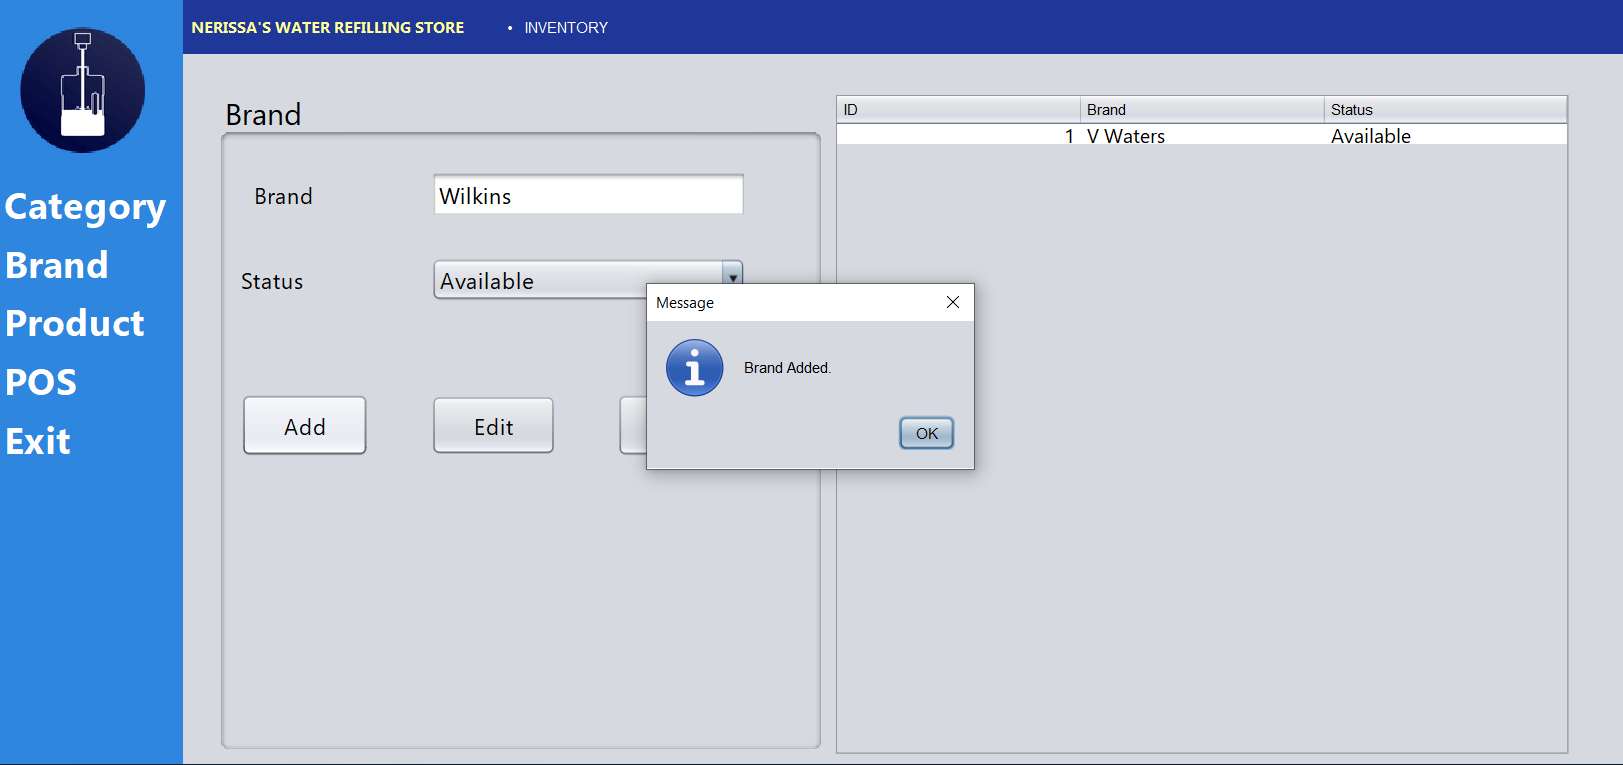 NERISSA'S WATER REFILLING STORE • INVENTORY
Category
Brand
Product
POS
Exit
Brand
Brand Wilkins
Status Available
Add Edit
ID Brand Status
1 V Waters Available
Message
Brand Added.
OK